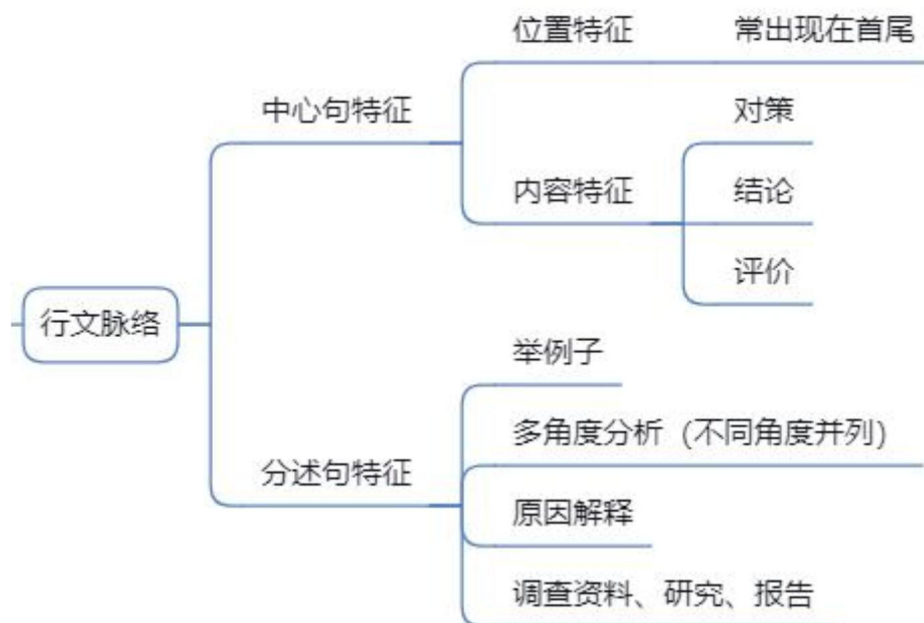 位置特征
常出现在首尾
中心句特征
对策
内容特征
结论
评价
行文脉络
举例子
多角度分析（不同角度并列）
分述句特征
原因解释
调查资料、研究、报告